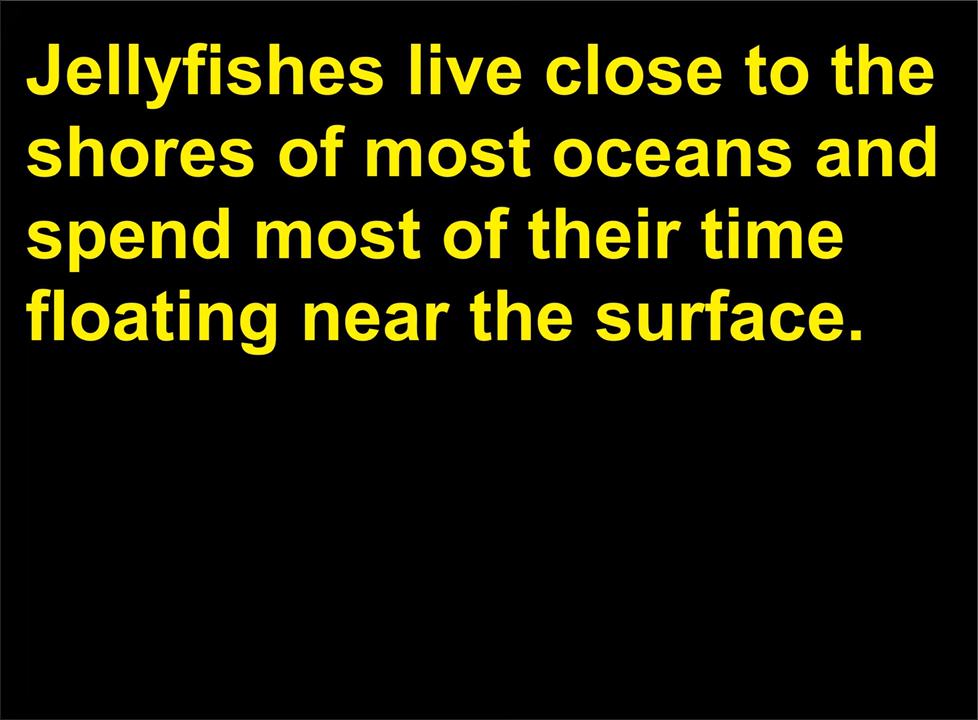 Jellyfishes live close to the
shores of most oceans and
spend most of their time
floating near the surface.